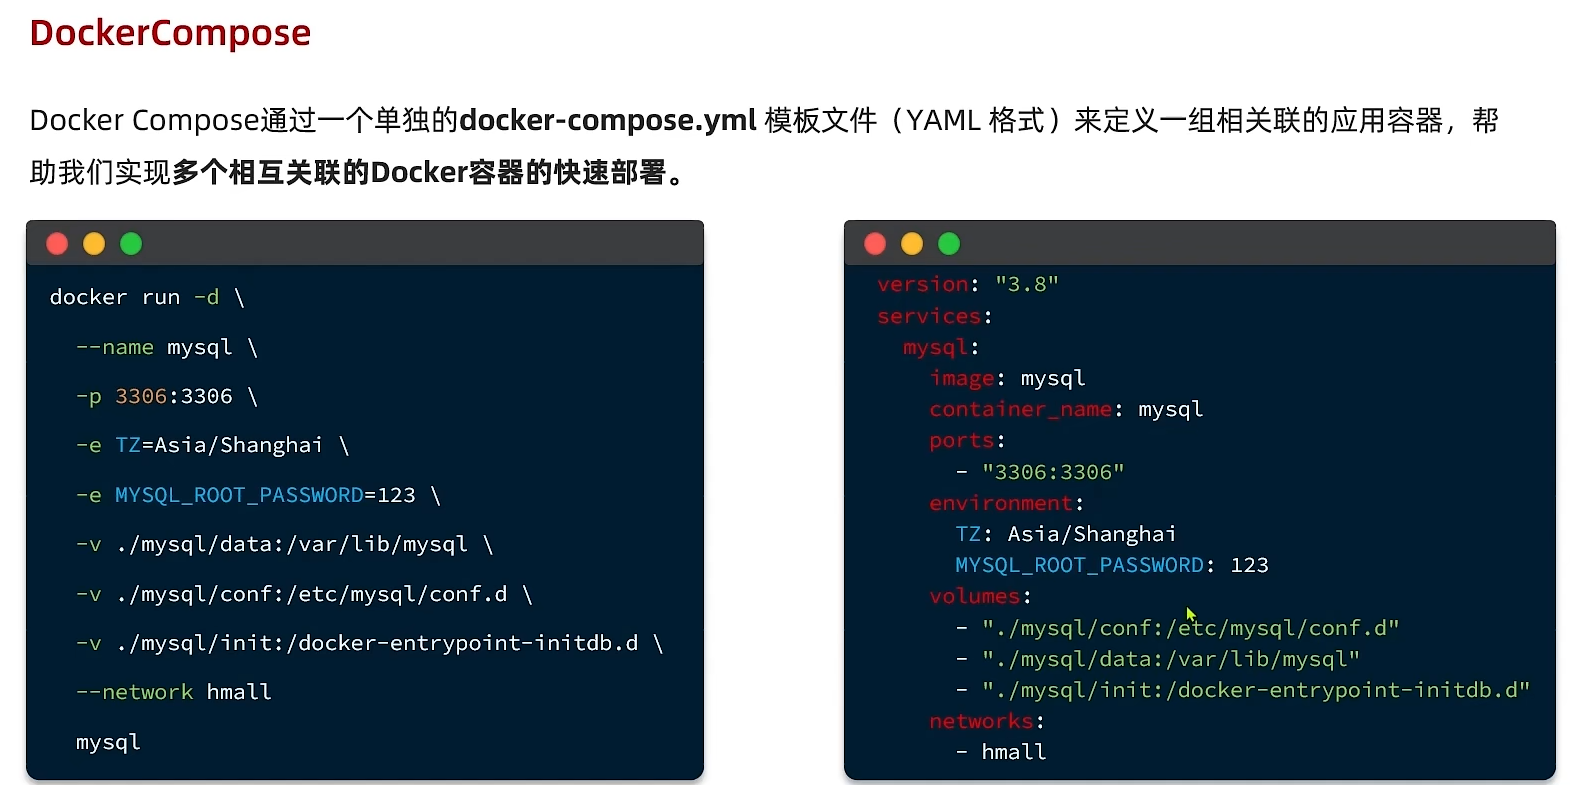 DockerCompose
Docker Compose通过一个单独的docker-compose.yml 模板文件（YAML 格式）来定义一组相关联的应用容器，帮
助我们实现多个相互关联的Docker容器的快速部署。
docker run -d \
--name mysql \
-p 3306:3306 \
-e TZ=Asia/Shanghai \
-e MYSQL_ROOT_PASSWORD=123 \
-v ./mysql/data:/var/lib/mysql \
-v ./mysql/conf:/etc/mysql/conf.d \
-v ./mysql/init:/docker-entrypoint-initdb.d \
--network hmall
mysql
version: "3.8"
services:
mysql:
image: mysql
container_name: mysql
ports:
- "3306:3306"
environment:
TZ: Asia/Shanghai
MYSQL_ROOT_PASSWORD: 123
volumes:
- "./mysql/conf:/etc/mysql/conf.d"
- "./mysql/data:/var/lib/mysql"
- "./mysql/init:/docker-entrypoint-initdb.d"
networks:
- hmall